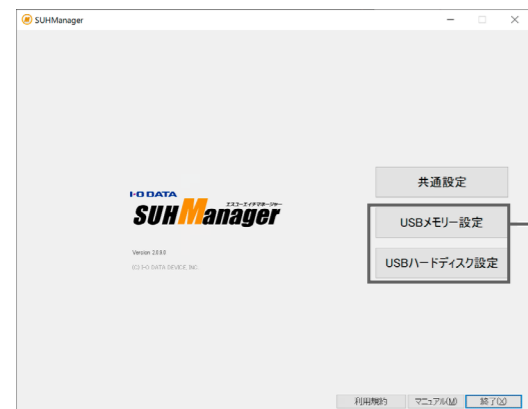 SUHManager
共通設定
I-O DATA
エスユーエイチマネージャー
SUHManager
USBメモリー設定
Version 2.0.8.0
USBハードディスク設定
(C) I-O DATA DEVICE, INC.
利用規約
マニュアル(M)
終了(X)